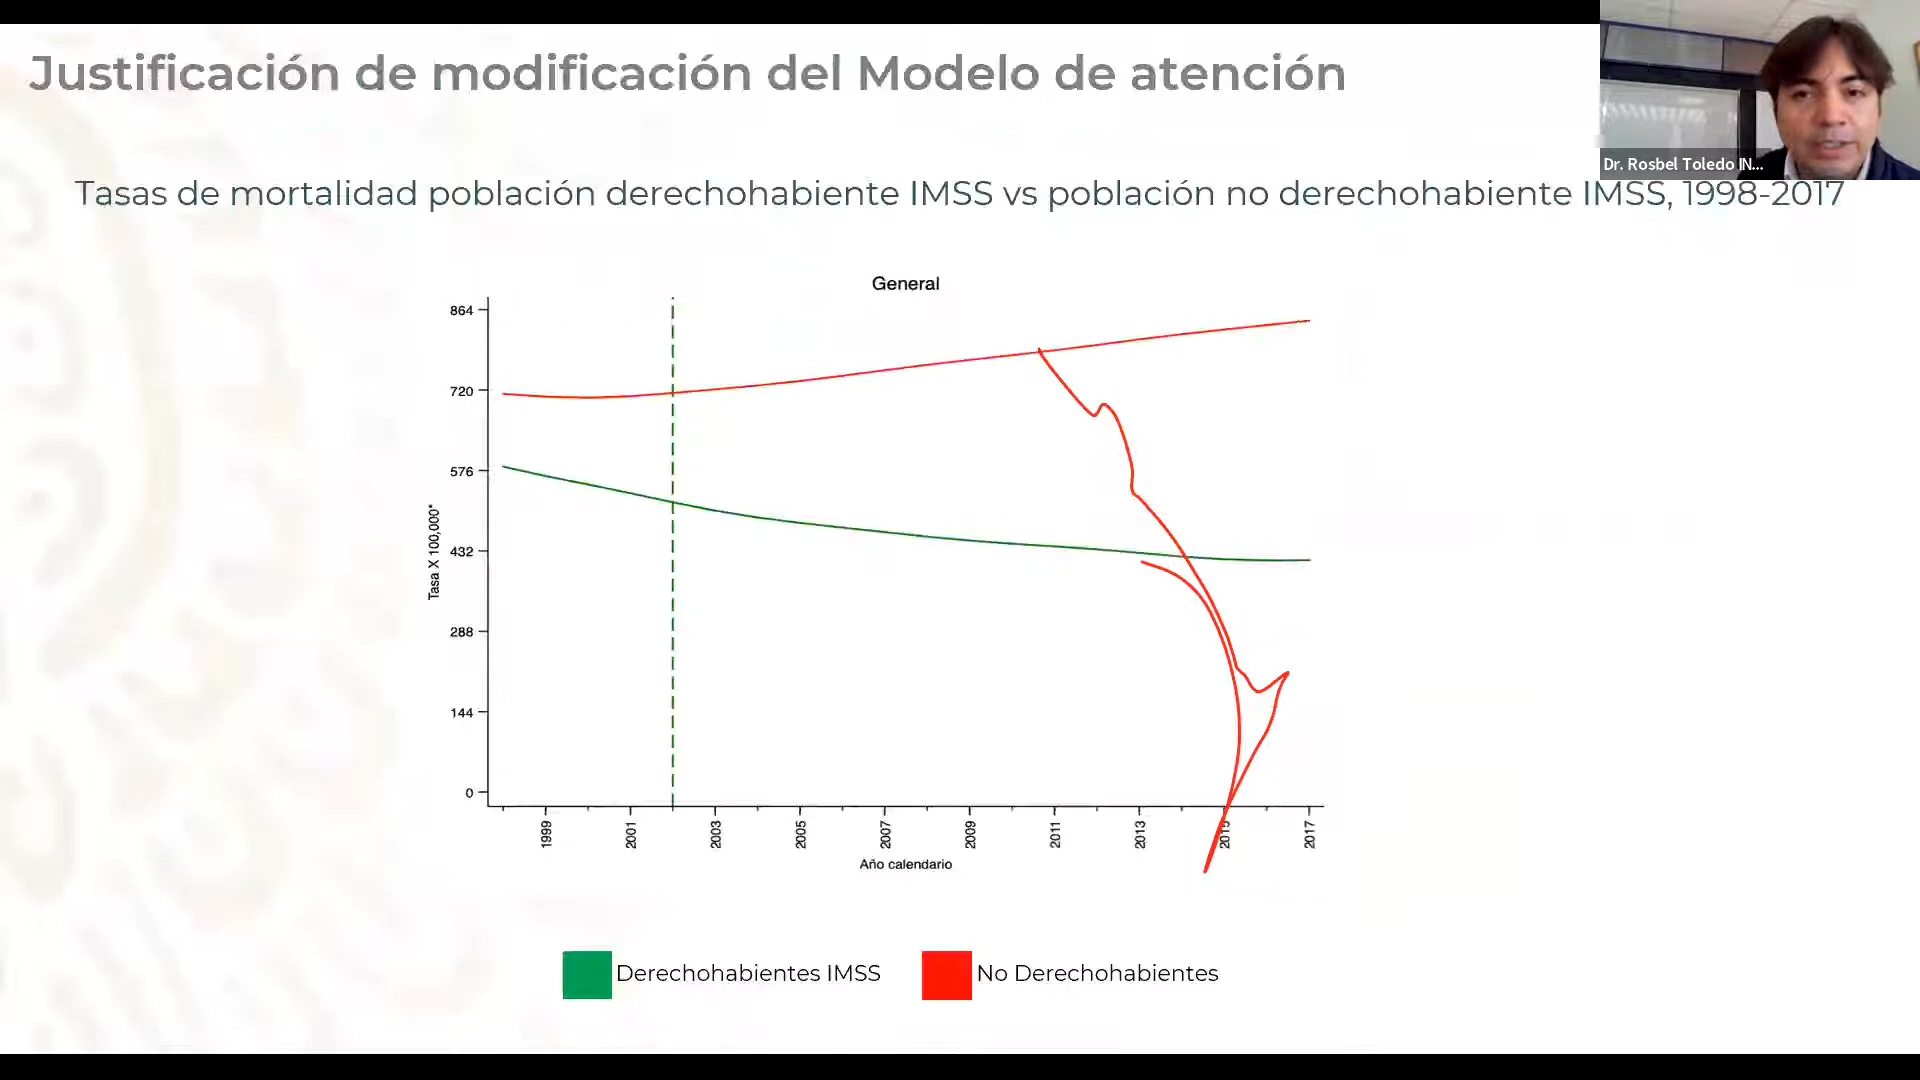 Justificación de modificación del Modelo de atención
Dr. Rosbel Toledo IN...
Tasas de mortalidad población derechohabiente IMSS vs población no derechohabiente IMSS, 1998-2017
General
864
720
576
432
288
144
0
Tasa X 100,000*
1999
2001
2003
2005
2007
2009
2011
2013
2015
2017
Año calendario
Derechohabientes IMSS
No Derechohabientes